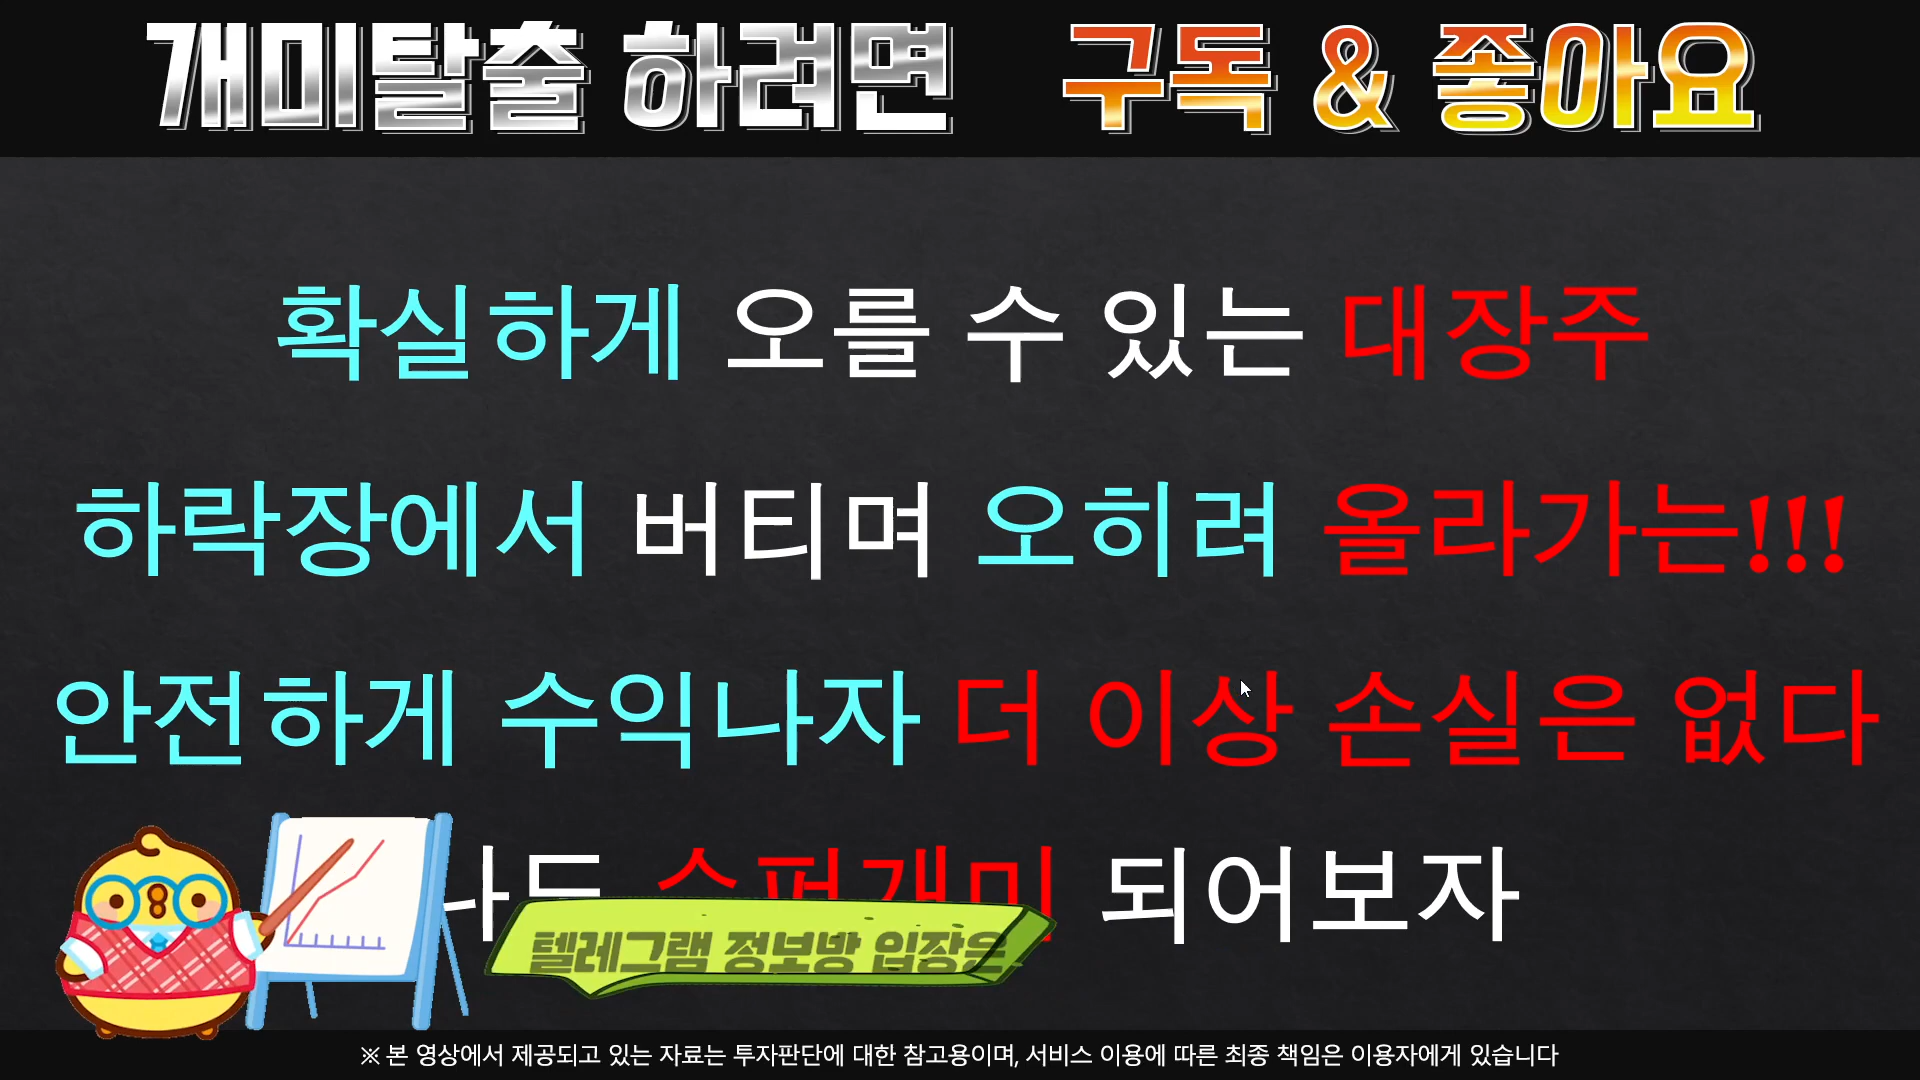 개미탈출 하려면 구독 & 좋아요
확실하게 오를 수 있는 대장주
하락장에서 버티며 오히려 올라가는!!!
안전하게 수익나자 더 이상 손실은 없다
슈퍼개미 되어보자
텔레그램 정보방 입장은
※ 본 영상에서 제공되고 있는 자료는 투자판단에 대한 참고용이며, 서비스 이용에 따른 최종 책임은 이용자에게 있습니다